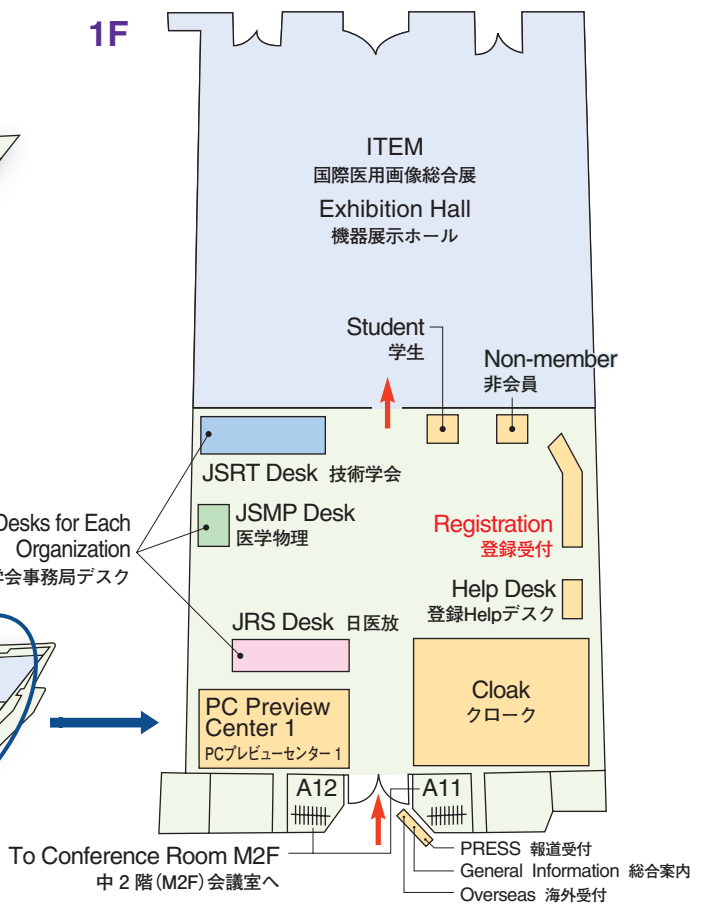 1F
ITEM
国際医用画像総合展
Exhibition Hall
機器展示ホール
Student
学生
Non-member
非会員
JSRT Desk 技術学会
Desks for Each
Organization
学会事務局デスク
JSMP Desk
医学物理
Registration
登録受付
Help Desk
登録Helpデスク
JRS Desk 日医放
PC Preview
Center 1
PCプレビューセンター 1
Cloak
クローク
A12
A11
To Conference Room M2F
中 2 階(M2F)会議室へ
PRESS 報道受付
General Information 総合案内
Overseas 海外受付